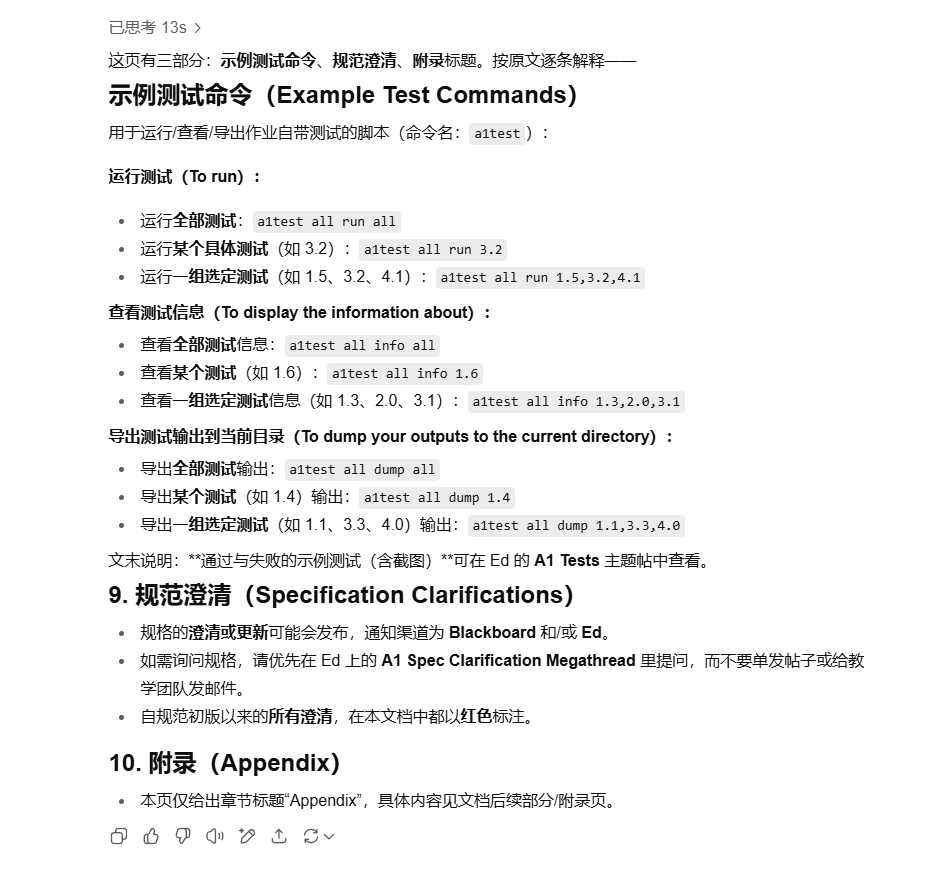 已思考 13s >
这页有三部分：示例测试命令、规范澄清、附录标题。按原文逐条解释——
示例测试命令（Example Test Commands）
用于运行/查看/导出作业自带测试的脚本（命令名：a1test）：
运行测试（To run）：
• 运行全部测试：a1test all run all
• 运行某个具体测试（如 3.2）：a1test all run 3.2
• 运行一组选定测试（如 1.5、3.2、4.1）：a1test all run 1.5,3.2,4.1
查看测试信息（To display the information about）：
• 查看全部测试信息：a1test all info all
• 查看某个测试（如 1.6）：a1test all info 1.6
• 查看一组选定测试信息（如 1.3、2.0、3.1）：a1test all info 1.3,2.0,3.1
导出测试输出到当前目录（To dump your outputs to the current directory）：
• 导出全部测试输出：a1test all dump all
• 导出某个测试（如 1.4）输出：a1test all dump 1.4
• 导出一组选定测试（如 1.1、3.3、4.0）输出：a1test all dump 1.1,3.3,4.0
文末说明：**通过与失败的示例测试（含截图）**可在 Ed 的 A1 Tests 主题帖中查看。
9. 规范澄清（Specification Clarifications）
• 规格的澄清或更新可能会发布，通知渠道为 Blackboard 和/或 Ed。
• 如需询问规格，请优先在 Ed 上的 A1 Spec Clarification Megathread 里提问，而不要单发帖子或给教
学团队发邮件。
• 自规范初版以来的所有澄清，在本文档中都以红色标注。
10. 附录（Appendix）
• 本页仅给出章节标题“Appendix”，具体内容见文档后续部分/附录页。